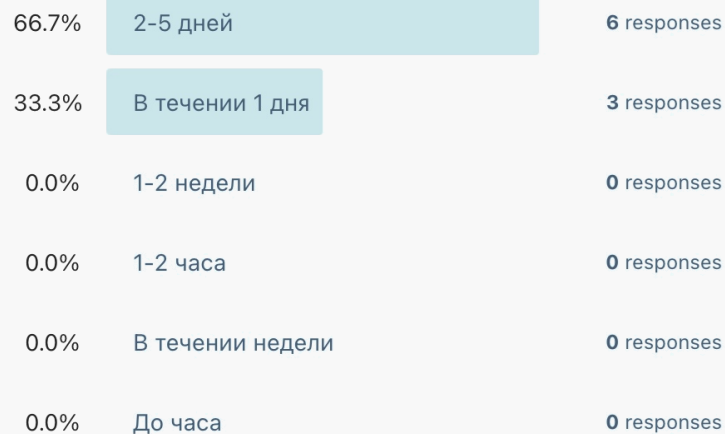 66.7% 2-5 дней 6 responses
33.3% В течении 1 дня 3 responses
0.0% 1-2 недели 0 responses
0.0% 1-2 часа 0 responses
0.0% В течении недели 0 responses
0.0% До часа 0 responses